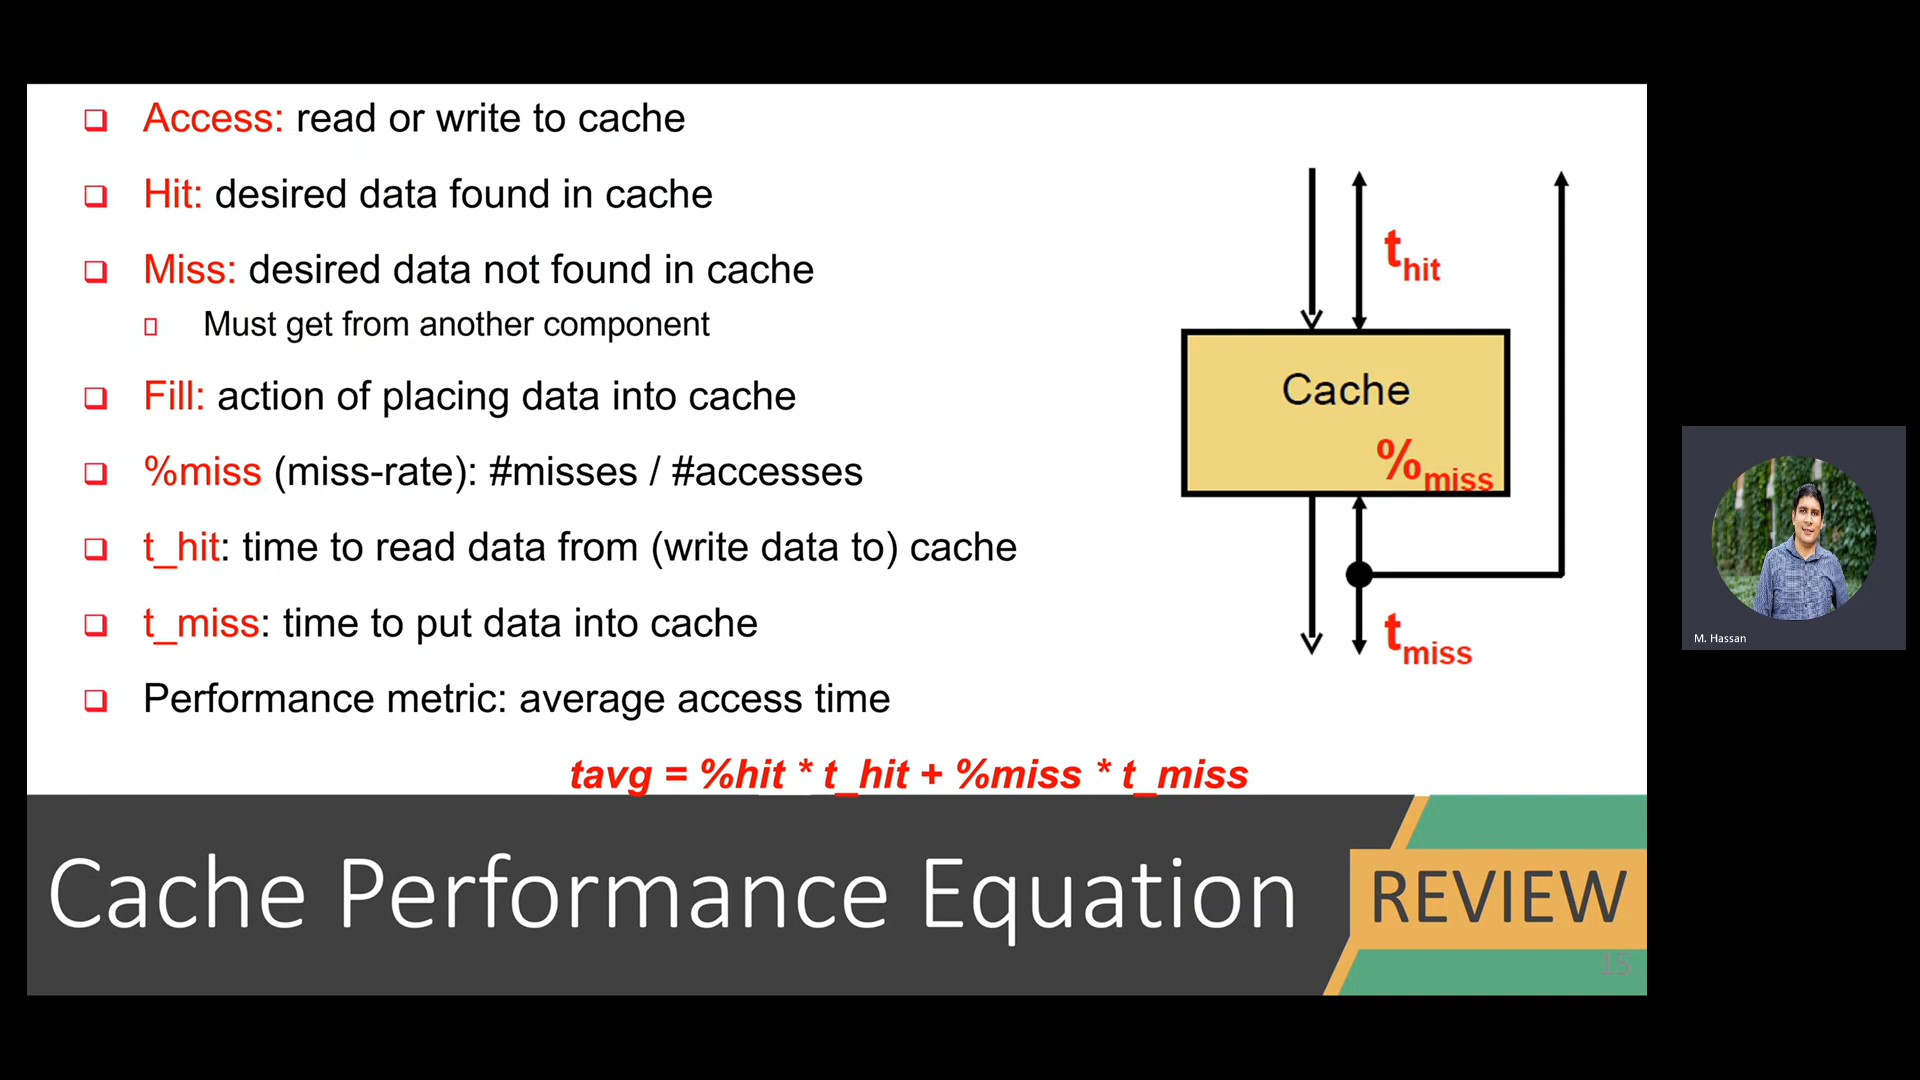 Access: read or write to cache
Hit: desired data found in cache
Miss: desired data not found in cache
Must get from another component
Fill: action of placing data into cache
%miss (miss-rate): #misses / #accesses
t_hit: time to read data from (write data to) cache
t_miss: time to put data into cache
Performance metric: average access time
tavg = %hit * t_hit + %miss * t_miss
thit
Cache
%miss
tmiss
Cache Performance Equation
REVIEW
15
M. Hassan